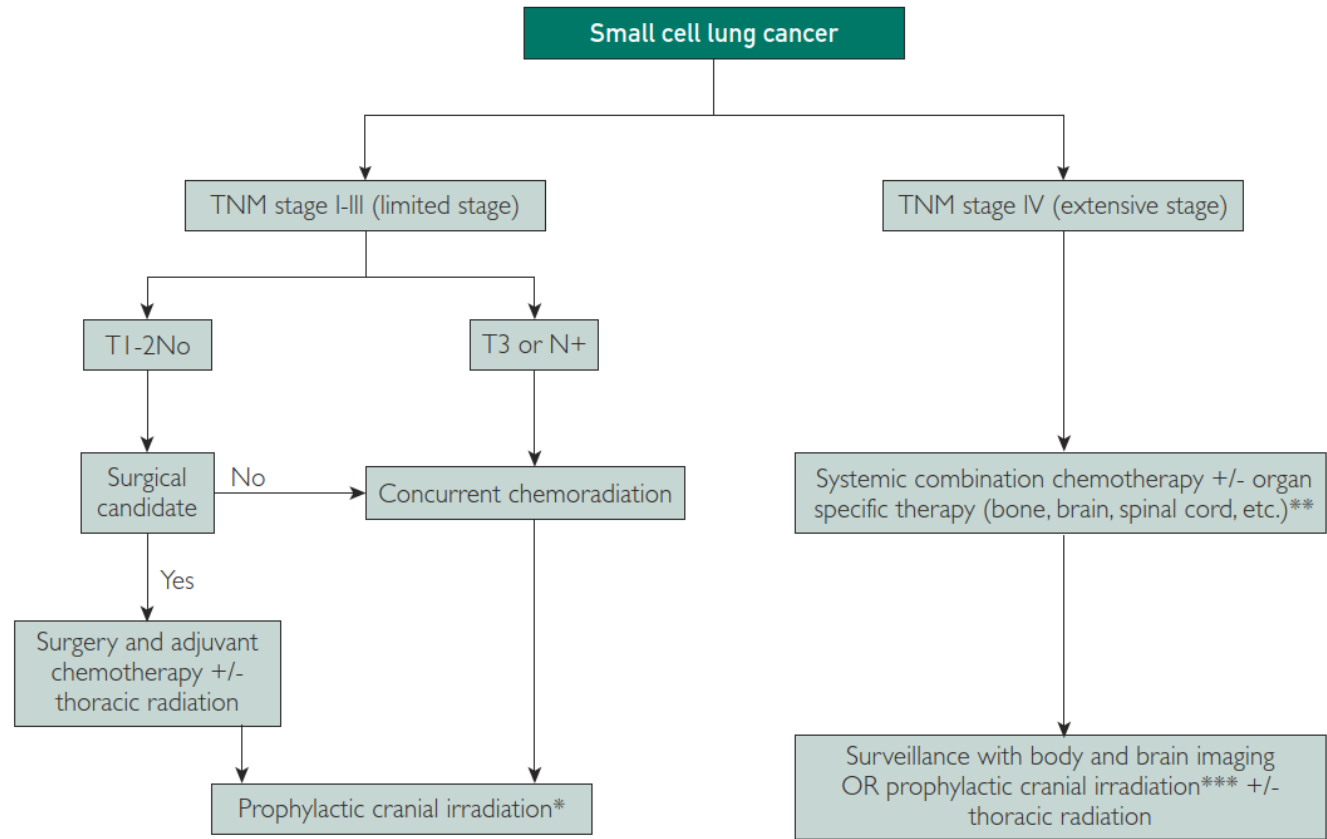 Small cell lung cancer
TNM stage I-III (limited stage)
TNM stage IV (extensive stage)
T1-2No
T3 or N+
Surgical
candidate
No
Concurrent chemoradiation
Systemic combination chemotherapy +/- organ
specific therapy (bone, brain, spinal cord, etc.)**
Yes
Surgery and adjuvant
chemotherapy +/-
thoracic radiation
Prophylactic cranial irradiation*
Surveillance with body and brain imaging
OR prophylactic cranial irradiation*** +/-
thoracic radiation